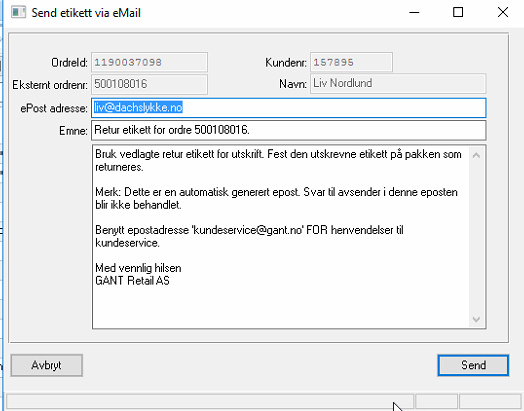 Send etikett via eMail
OrdreId: 1190037098 Kundenr: 157895
Eksternt ordrenr: 500108016 Navn: Liv Nordlund
ePost adresse: liv@dachslykke.no
Emne: Retur etikett for ordre 500108016.
Bruk vedlagte retur etikett for utskrift. Fest den utskrevne etikett på pakken som
returneres.
Merk: Dette er en automatisk generert epost. Svar til avsender i denne eposten
blir ikke behandlet.
Benytt epostadresse 'kundeservice@gant.no' FOR henvendelser til
kundeservice.
Med vennlig hilsen
GANT Retail AS
Avbryt Send